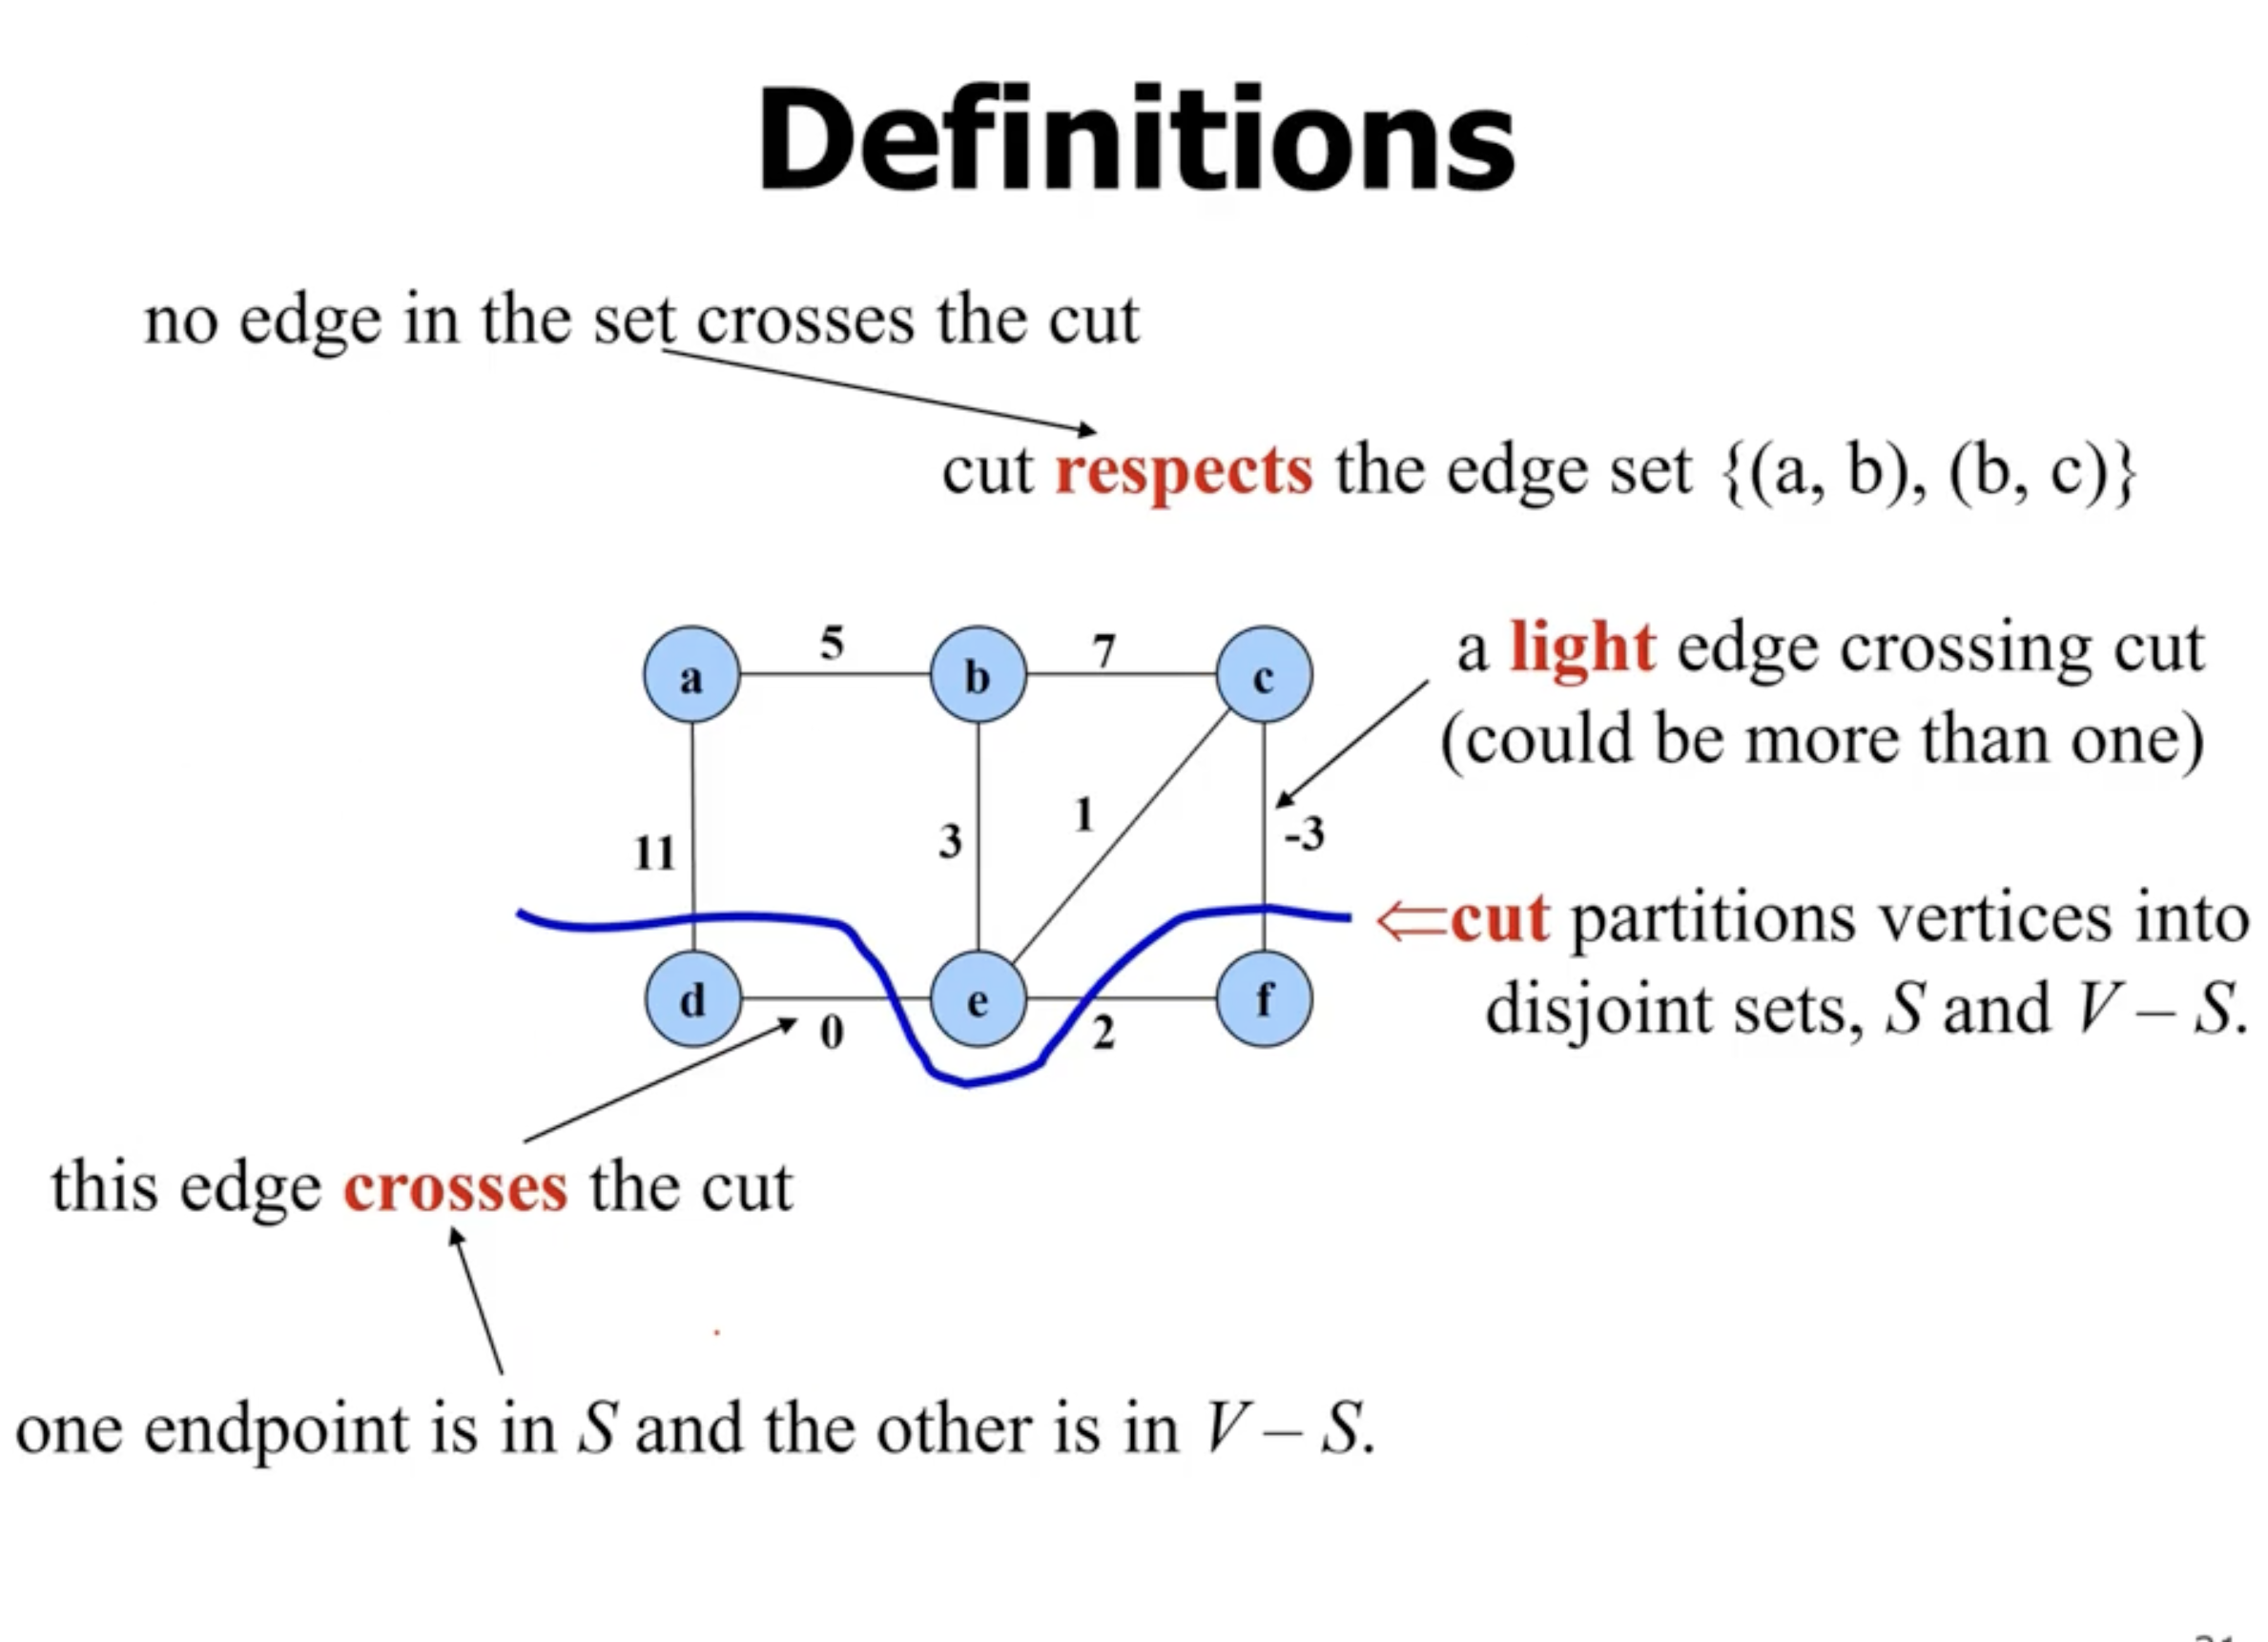 Definitions
no edge in the set crosses the cut
cut respects the edge set {(a, b), (b, c)}
a 5 b 7 c
a light edge crossing cut
(could be more than one)
11 3 1 -3
⇐cut partitions vertices into
disjoint sets, S and V – S.
d 0 e 2 f
this edge crosses the cut
one endpoint is in S and the other is in V – S.